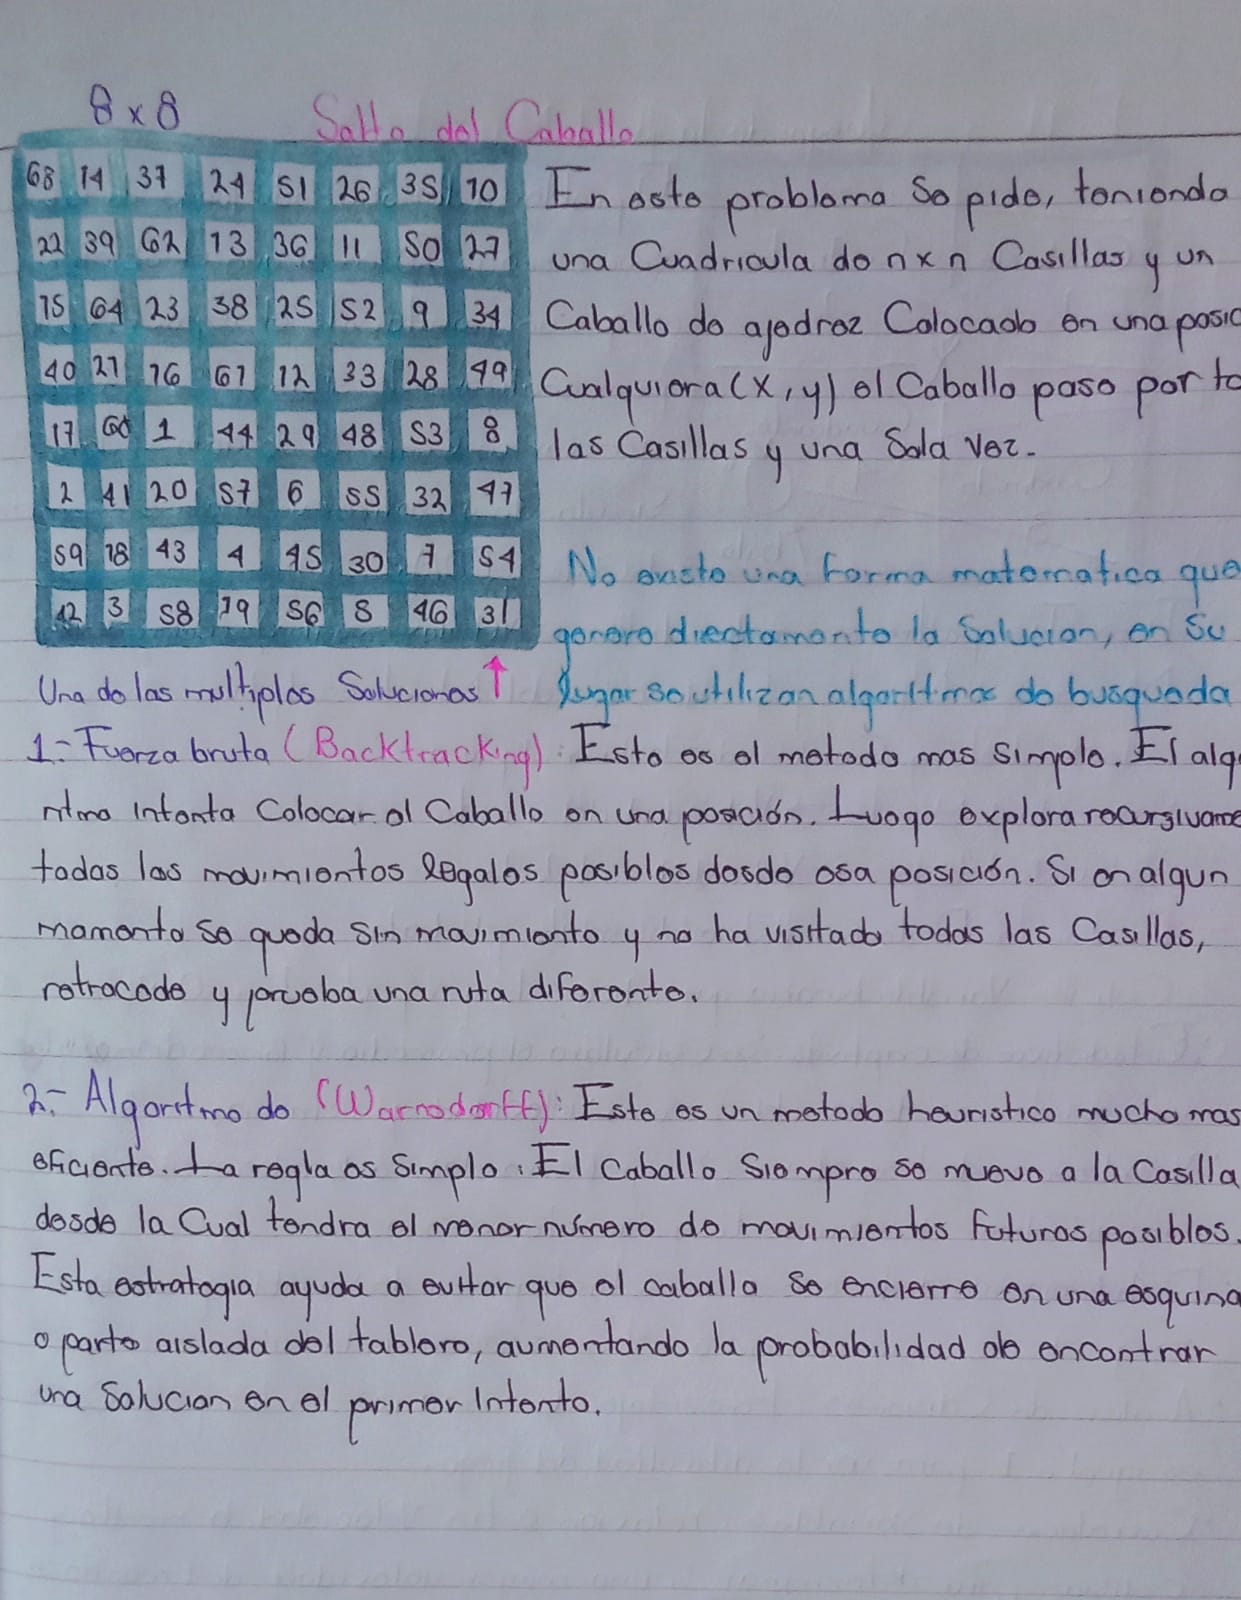 8 x 8 Salto del Caballo
68 14 37 24 51 26 35 10
22 39 62 13 36 11 50 27
15 64 23 38 25 52 9 34
40 21 16 61 12 33 28 49
17 60 1 44 29 48 53 8
2 41 20 57 6 55 32 47
59 18 43 4 45 30 7 54
42 3 58 19 56 5 46 31
En este problema se pide, teniendo
una Cuadricula de n x n Casillas y un
Caballo de ajedrez Colocado en una posic
Cualquiera (x, y) el Caballo pase por to
las Casillas y una Sola vez.
No existe una forma matematica que
genere directamente la Solucion, en Su
lugar se utilizan algoritmos de busqueda
Una de las multiplos Soluciones ↑
1.- Fuerza bruta (Backtracking): Esto es el metodo mas simple. El algo
ritmo intenta Colocar al Caballo en una posición. Luego explora recursivame
todas los movimientos legales posibles desde esa posición. Si en algun
momento se queda sin movimiento y no ha visitado todas las Casillas,
retrocede y prueba una ruta diferente.
2.- Algoritmo de (Warnsdorff): Este es un metodo heuristico mucho mas
eficiente. La regla es Simple: El Caballo Siempre se mueve a la Casilla
desde la Cual tendra el menor número de movimientos futuros posibles.
Esta estrategia ayuda a evitar que el caballo se encierre en una esquina
o parte aislada del tablero, aumentando la probabilidad de encontrar
una Solucion en el primer Intento.